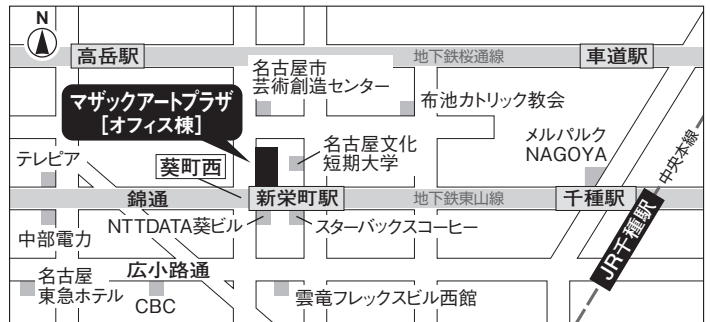 N
高岳駅
地下鉄桜通線
車道駅
名古屋市
芸術創造センター
布池カトリック教会
マザックアートプラザ
[オフィス棟]
名古屋文化
短期大学
メルパルク
NAGOYA
中央本線
テレピア
葵町西
錦通
新栄町駅
地下鉄東山線
千種駅
JR千種駅
中部電力
NTTDATA葵ビル
スターバックスコーヒー
広小路通
名古屋
東急ホテル
CBC
雲竜フレックスビル西館